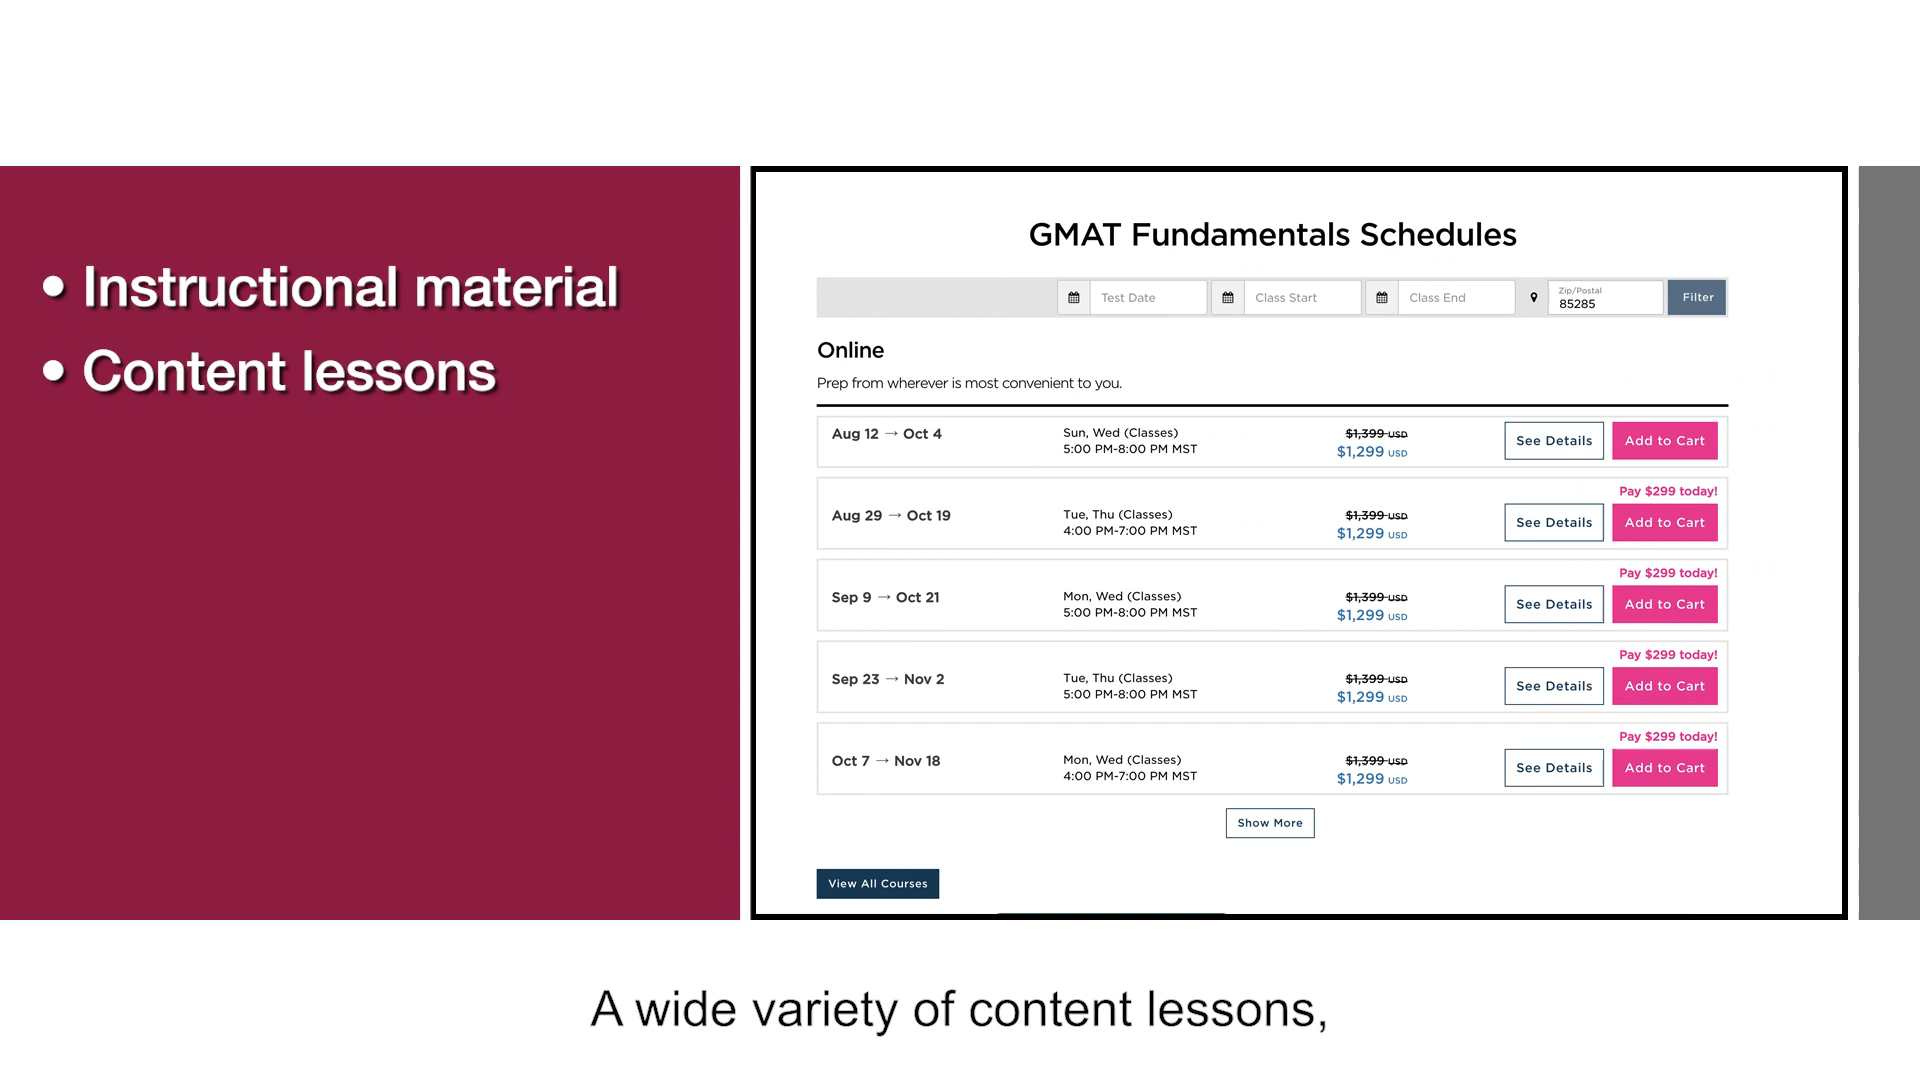 • Instructional material
• Content lessons
GMAT Fundamentals Schedules
Test Date
Class Start
Class End
Zip/Postal
85285
Filter
Online
Prep from wherever is most convenient to you.
Aug 12 → Oct 4
Sun, Wed (Classes)
5:00 PM-8:00 PM MST
$1,399 USD
$1,299 USD
See Details
Add to Cart
Pay $299 today!
Aug 29 → Oct 19
Tue, Thu (Classes)
4:00 PM-7:00 PM MST
$1,399 USD
$1,299 USD
See Details
Add to Cart
Pay $299 today!
Sep 9 → Oct 21
Mon, Wed (Classes)
5:00 PM-8:00 PM MST
$1,399 USD
$1,299 USD
See Details
Add to Cart
Pay $299 today!
Sep 23 → Nov 2
Tue, Thu (Classes)
5:00 PM-8:00 PM MST
$1,399 USD
$1,299 USD
See Details
Add to Cart
Pay $299 today!
Oct 7 → Nov 18
Mon, Wed (Classes)
4:00 PM-7:00 PM MST
$1,399 USD
$1,299 USD
See Details
Add to Cart
Show More
View All Courses
A wide variety of content lessons,